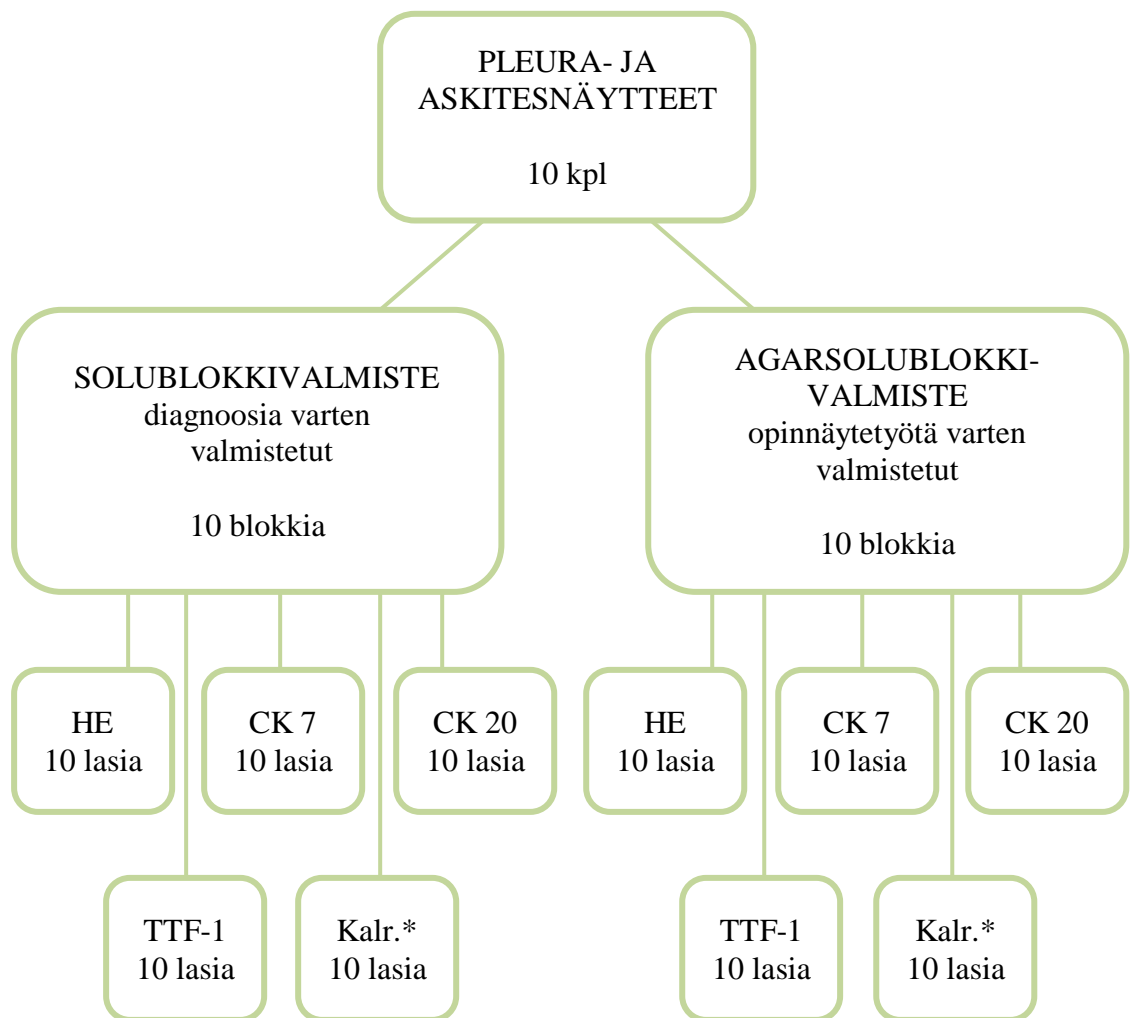 PLEURA- JA
ASKITESNÄYTTEET
10 kpl
SOLUBLOKKIVALMISTE
diagnoosia varten
valmistetut
10 blokkia
AGARSOLUBLOKKI-
VALMISTE
opinnäytetyötä varten
valmistetut
10 blokkia
HE
10 lasia
CK 7
10 lasia
CK 20
10 lasia
HE
10 lasia
CK 7
10 lasia
CK 20
10 lasia
TTF-1
10 lasia
Kalr.*
10 lasia
TTF-1
10 lasia
Kalr.*
10 lasia